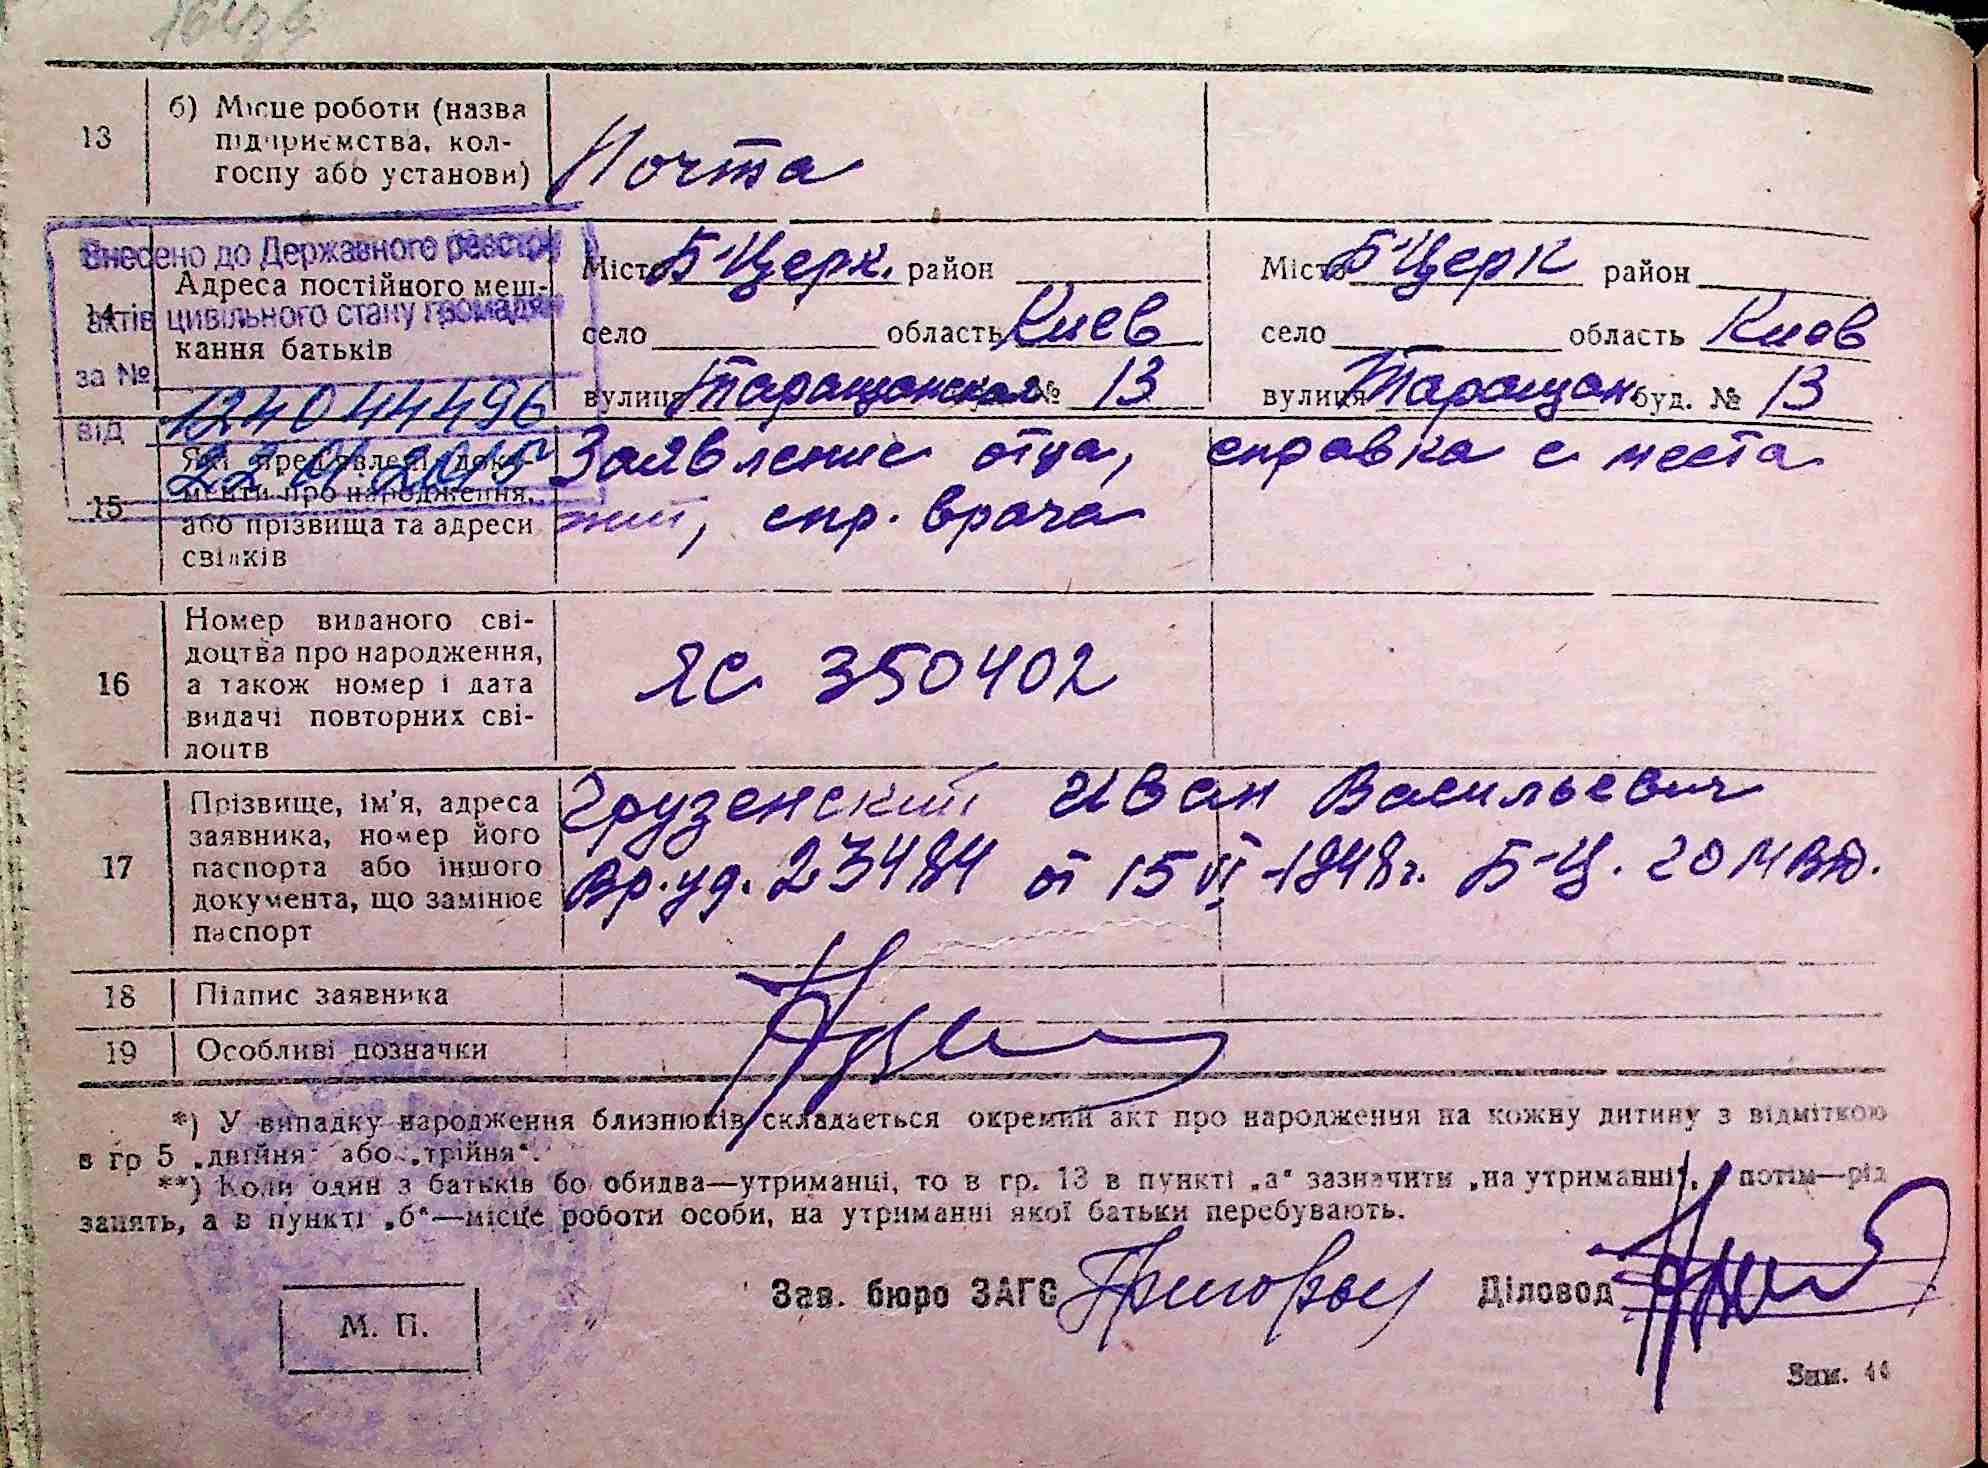 13
б) Місце роботи (назва
підприємства, кол-
госпу або установи)
Почта
Внесено до Державного реєстру
актів цивільного стану громадян
за № 12404496
від 22 01 2015
14
Адреса постійного меш-
кання батьків
Місто Б-Церк. район
село область Киев
вулиця Таращанская № 13
Місто Б-Церк район
село область Киев
вулиця Таращан. буд. № 13
15
Які пред'явлені доку-
менти про народження,
або прізвища та адреси
свідків
Заявление отца, справка с места
жит, спр. врача
16
Номер виданого сві-
доцтва про народження,
а також номер і дата
видачі повторних сві-
доцтв
ЯС 350402
17
Прізвище, ім'я, адреса
заявника, номер його
паспорта або іншого
документа, що замінює
паспорт
Грузенский Иван Васильевич
Вр. уд. 23484 от 15 VI -1948г. Б-Ц. ГО МВД.
18
Підпис заявника
19
Особливі позначки
*) У випадку народження близнюків складається окремий акт про народження на кожну дитину з відміткою
в гр 5 „двійня" або „трійня".
**) Коли один з батьків бо обидва—утриманці, то в гр. 13 в пункті „а" зазначити „на утриманні", потім—рід
занять, а в пункті „б"—місце роботи особи, на утриманні якої батьки перебувають.
Зав. бюро ЗАГС
Діловод
М. П.
Зам.